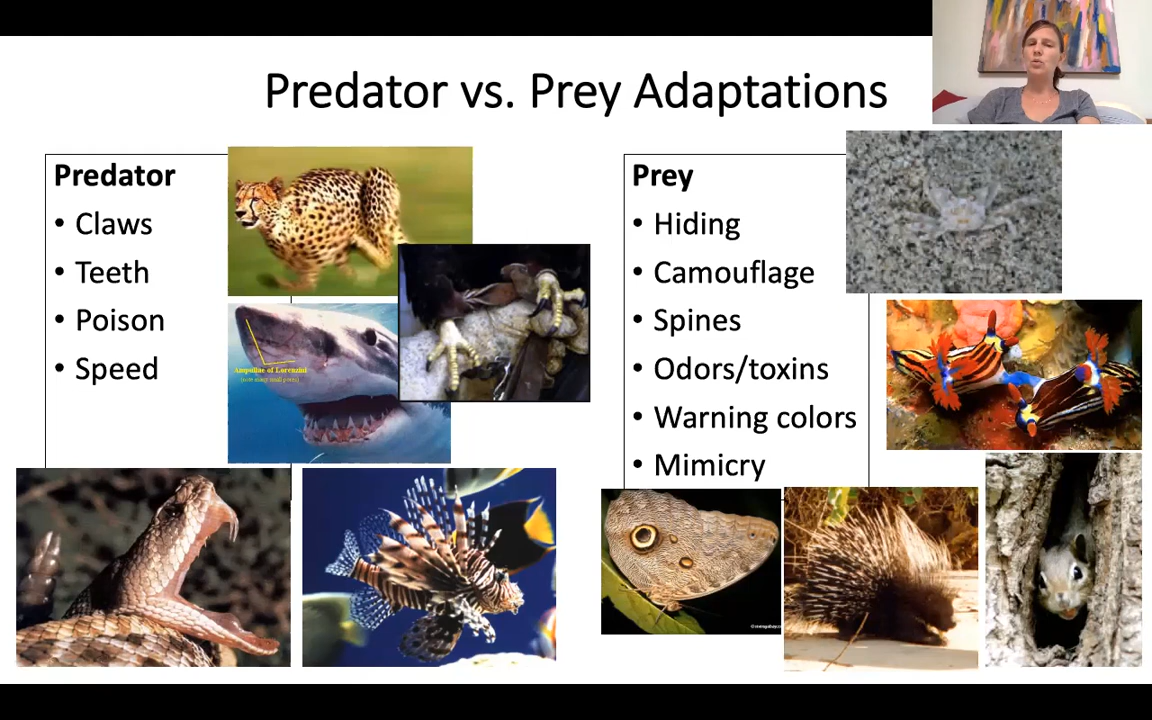 Predator vs. Prey Adaptations
Predator
• Claws
• Teeth
• Poison
• Speed
Ampullae of Lorenzini
Prey
• Hiding
• Camouflage
• Spines
• Odors/toxins
• Warning colors
• Mimicry